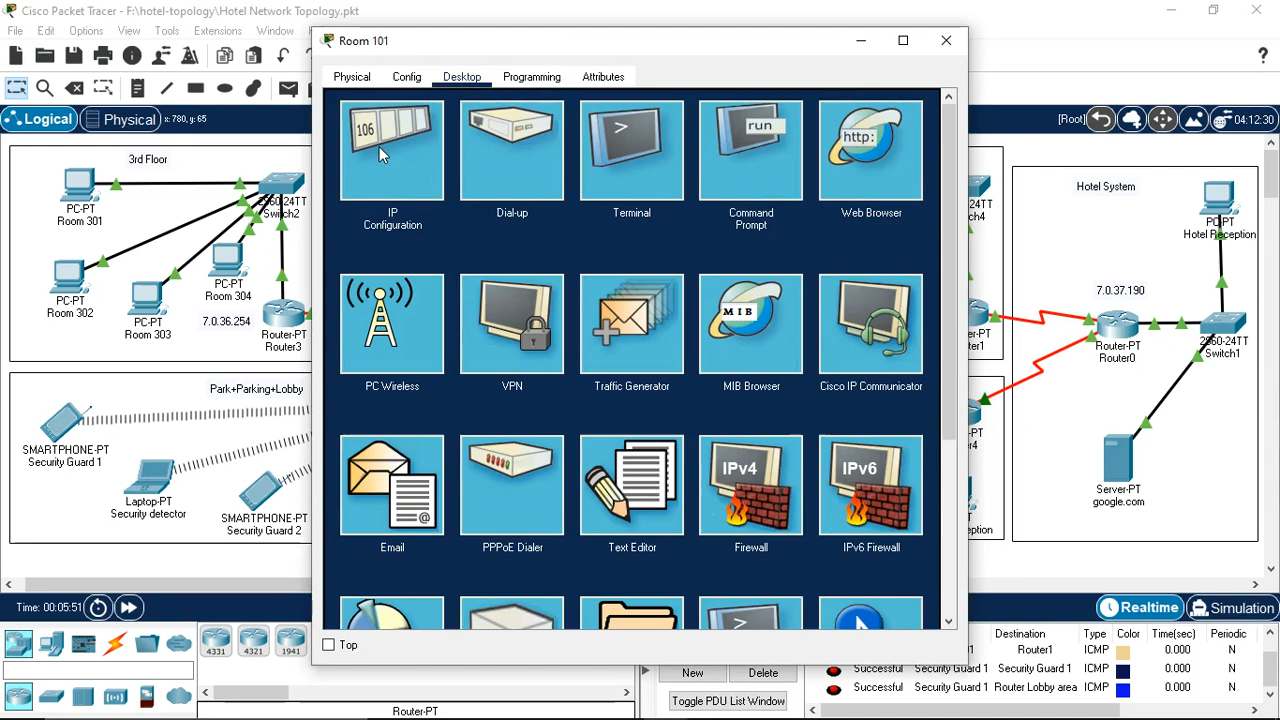 Cisco Packet Tracer - F:\hotel-topology\Hotel Network Topology.pkt
File Edit Options View Tools Extensions Window
Logical Physical x: 780, y: 65
[Root] 04:12:30
3rd Floor
PC-PT
Room 301
2960-24TT
Switch2
PC-PT
Room 302
PC-PT
Room 304
PC-PT
Room 303
7.0.36.254
Router-PT
Router3
Park+Parking+Lobby
SMARTPHONE-PT
Security Guard 1
Laptop-PT
Security detector
SMARTPHONE-PT
Security Guard 2
Room 101
Physical Config Desktop Programming Attributes
106
>
run
http:
IP
Configuration
Dial-up
Terminal
Command
Prompt
Web Browser
MIB
PC Wireless
VPN
Traffic Generator
MIB Browser
Cisco IP Communicator
@
IPv4
IPv6
Email
PPPoE Dialer
Text Editor
Firewall
IPv6 Firewall
>
Top
Hotel System
PC-PT
Hotel Reception
7.0.37.190
Router-PT
Router0
2960-24TT
Switch1
Server-PT
google.com
Time: 00:05:51
Realtime Simulation
4331 4321 1941
Router-PT
New Delete
Toggle PDU List Window
Destination Type Color Time(sec) Periodic
Router1 ICMP 0.000 N
Successful Security Guard 1 Security Guard 1 ICMP 0.000 N
Successful Security Guard 1 Router Lobby area ICMP 0.000 N